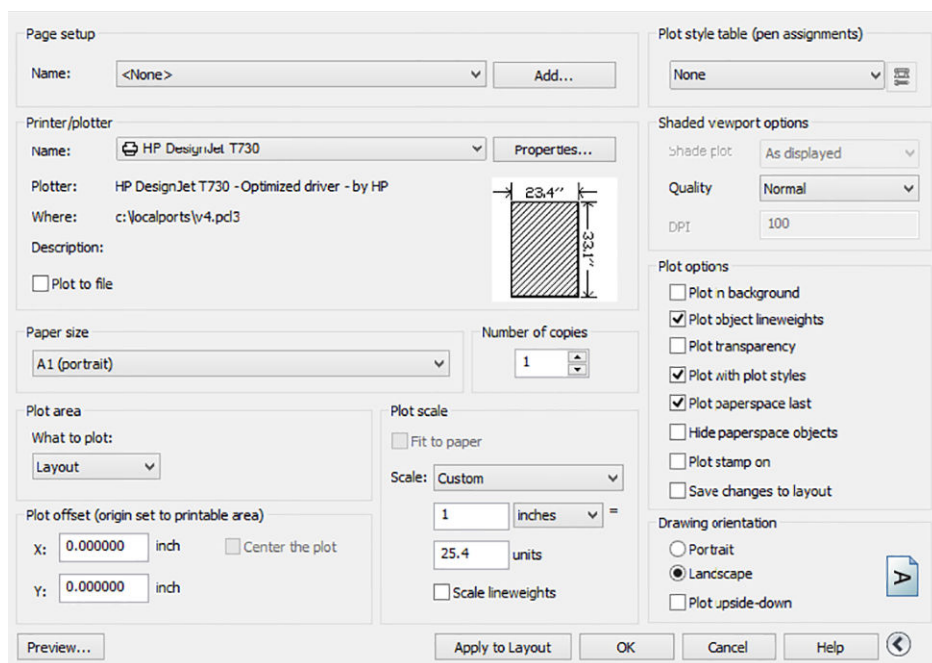 Page setup
Name: <None> Add...
Printer/plotter
Name: HP DesignJet T730 Properties...
Plotter: HP DesignJet T730 - Optimized driver - by HP
Where: c:\localports\v4.pcl3
Description:
Plot to file
23.4''
33.1''
Paper size
A1 (portrait)
Number of copies
1
Plot area
What to plot:
Layout
Plot offset (origin set to printable area)
X: 0.000000 inch Center the plot
Y: 0.000000 inch
Plot scale
Fit to paper
Scale: Custom
1 inches =
25.4 units
Scale lineweights
Plot style table (pen assignments)
None
Shaded viewport options
Shade plot As displayed
Quality Normal
DPI 100
Plot options
Plot in background
Plot object lineweights
Plot transparency
Plot with plot styles
Plot paperspace last
Hide paperspace objects
Plot stamp on
Save changes to layout
Drawing orientation
Portrait
Landscape
Plot upside-down
A
Preview... Apply to Layout OK Cancel Help